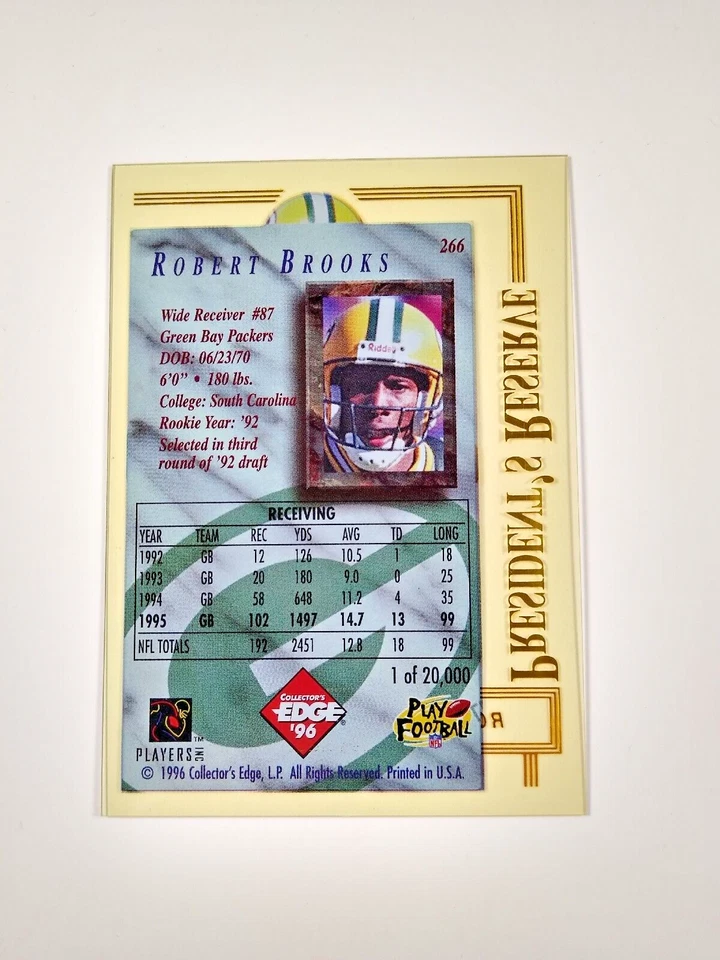 266
ROBERT BROOKS
Wide Receiver #87
Green Bay Packers
DOB: 06/23/70
6'0" • 180 lbs.
College: South Carolina
Rookie Year: '92
Selected in third
round of '92 draft
Riddell
RECEIVING
YEAR TEAM REC YDS AVG TD LONG
1992 GB 12 126 10.5 1 18
1993 GB 20 180 9.0 0 25
1994 GB 58 648 11.2 4 35
1995 GB 102 1497 14.7 13 99
NFL TOTALS 192 2451 12.8 18 99
1 of 20,000
PLAYERS INC ™
COLLECTOR'S
EDGE ®
'96
PLAY
FOOTBALL
NFL
© 1996 Collector's Edge, L.P. All Rights Reserved. Printed in U.S.A.
PRESIDENT'S RESERVE
RO